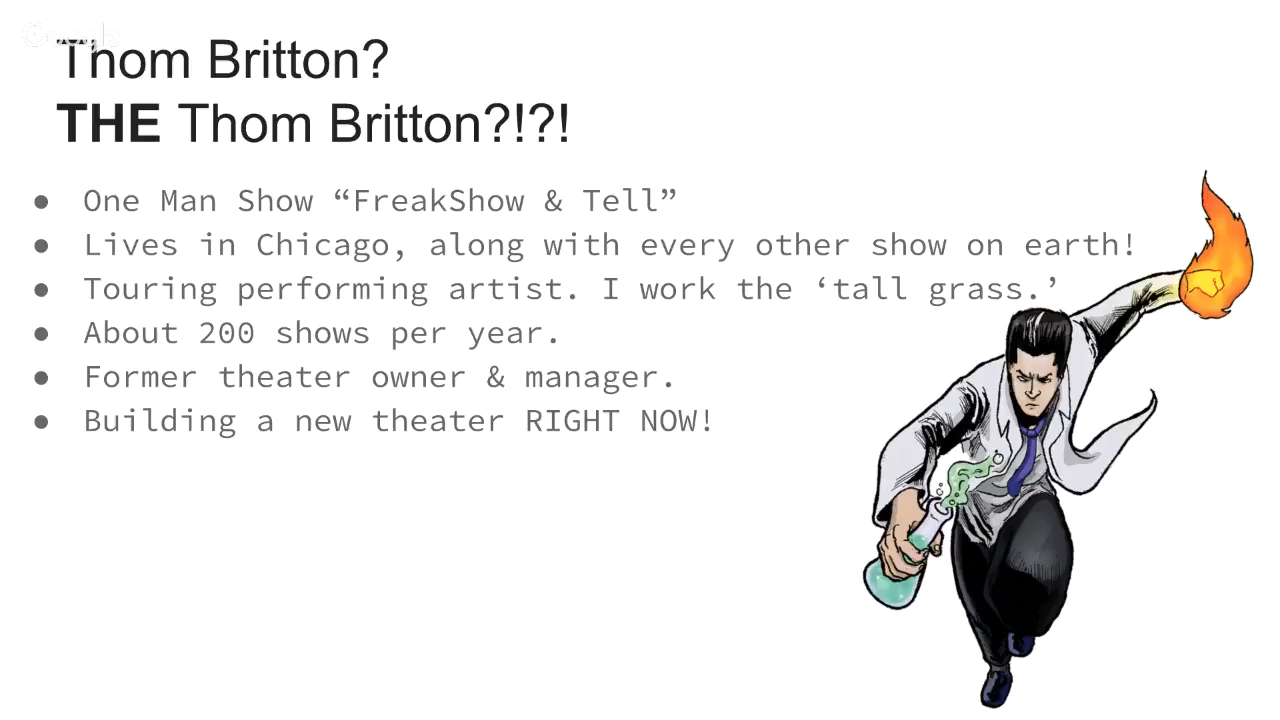 Google
Thom Britton?
THE Thom Britton?!?!
● One Man Show “FreakShow & Tell”
● Lives in Chicago, along with every other show on earth!
● Touring performing artist. I work the ‘tall grass.’
● About 200 shows per year.
● Former theater owner & manager.
● Building a new theater RIGHT NOW!